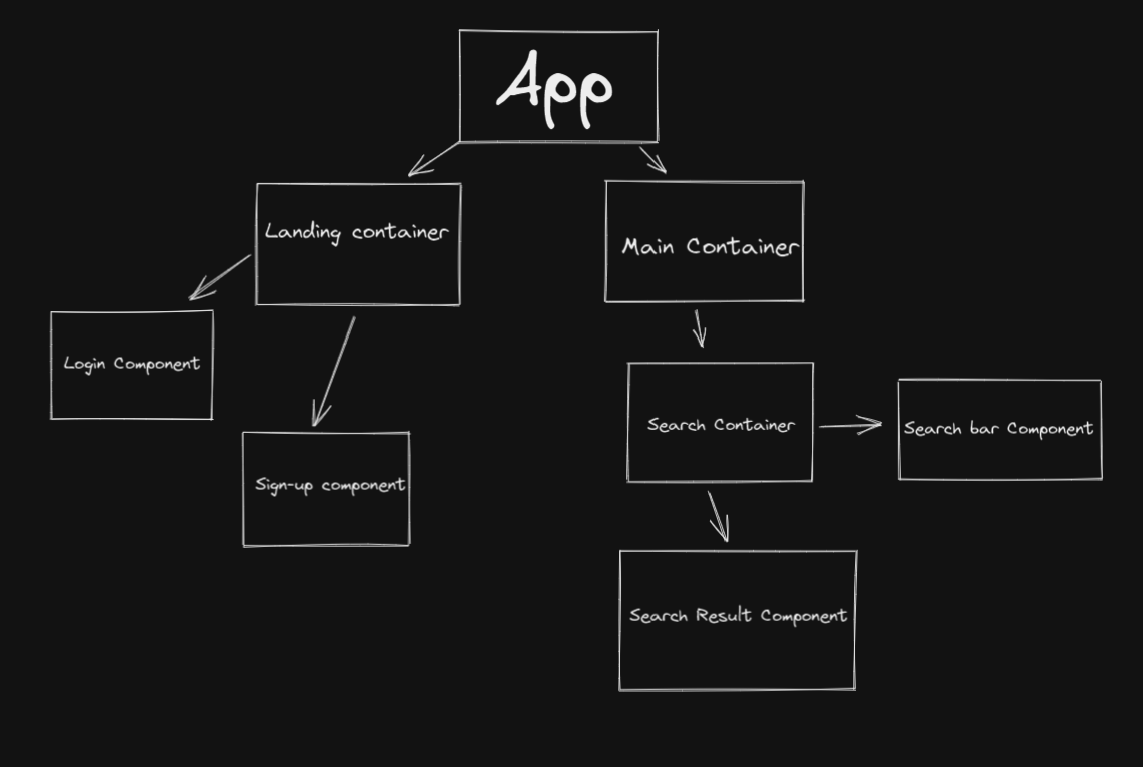 App
Landing container
Main Container
Login Component
Search Container
Search bar Component
Sign-up component
Search Result Component